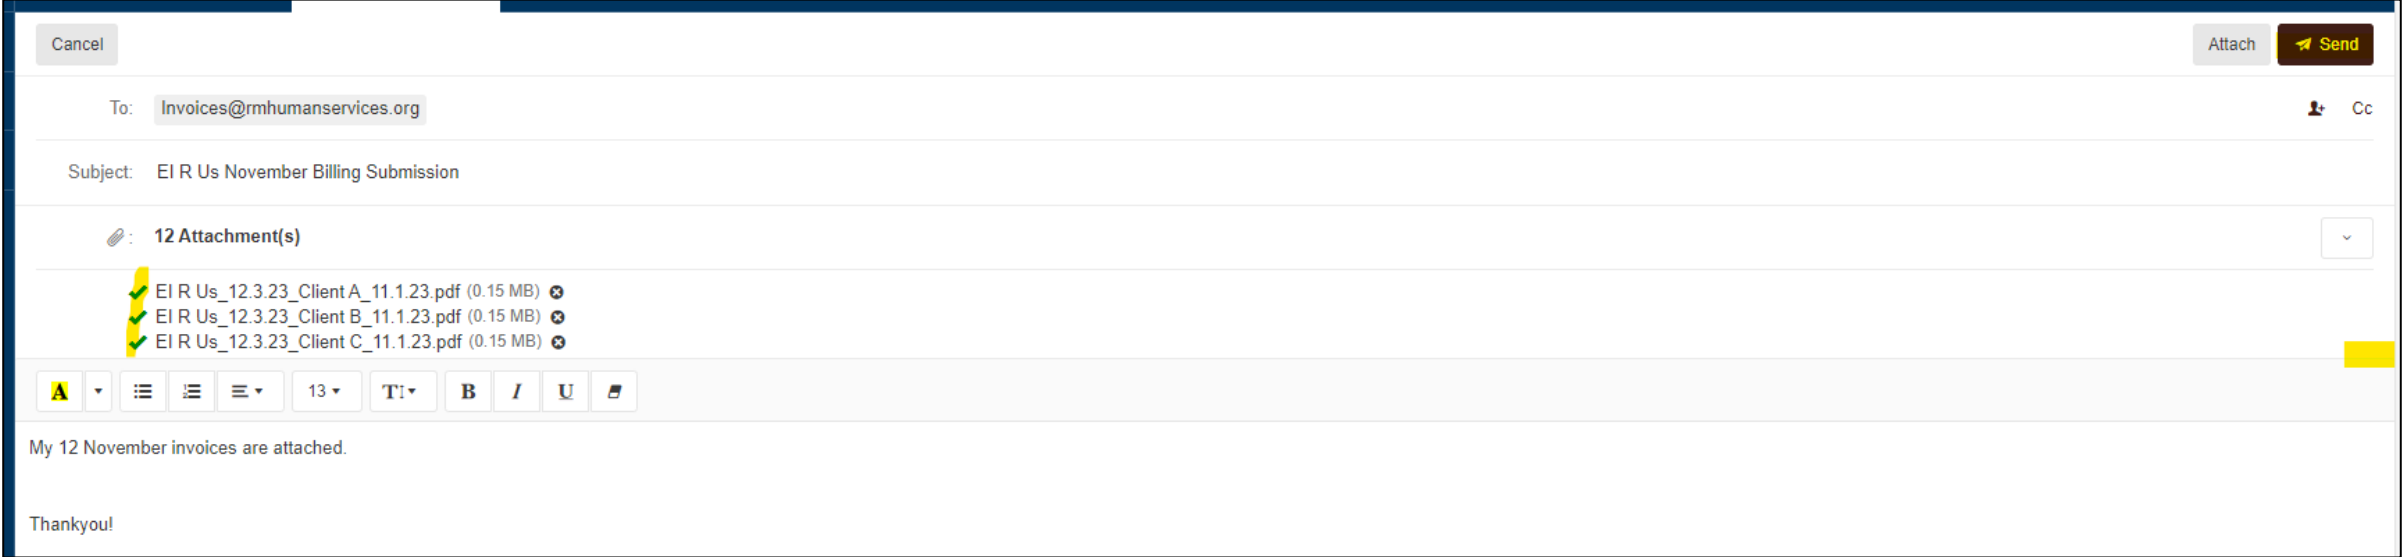 Cancel
Attach Send
To: Invoices@rmhumanservices.org Cc
Subject: EI R Us November Billing Submission
: 12 Attachment(s)
EI R Us_12.3.23_Client A_11.1.23.pdf (0.15 MB)
EI R Us_12.3.23_Client B_11.1.23.pdf (0.15 MB)
EI R Us_12.3.23_Client C_11.1.23.pdf (0.15 MB)
A 13 T B I U
My 12 November invoices are attached.
Thankyou!